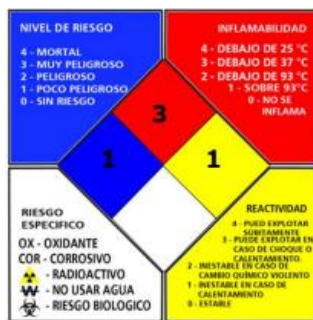 NIVEL DE RIESGO
4 - MORTAL
3 - MUY PELIGROSO
2 - PELIGROSO
1 - POCO PELIGROSO
0 - SIN RIESGO
INFLAMABILIDAD
4 - DEBAJO DE 25 °C
3 - DEBAJO DE 37 °C
2 - DEBAJO DE 93 °C
1 - SOBRE 93°C
0 - NO SE
INFLAMA
3
1
1
RIESGO
ESPECIFICO
OX - OXIDANTE
COR - CORROSIVO
- RADIOACTIVO
W - NO USAR AGUA
- RIESGO BIOLOGICO
REACTIVIDAD
4 - PUED EXPLOTAR
SÚBITAMENTE
3 - PUEDE EXPLOTAR EN
CASO DE CHOQUE O
CALENTAMIENTO.
2 - INESTABLE EN CASO DE
CAMBIO QUÍMICO VIOLENTO
1 - INESTABLE EN CASO DE
CALENTAMIENTO
0 - ESTABLE